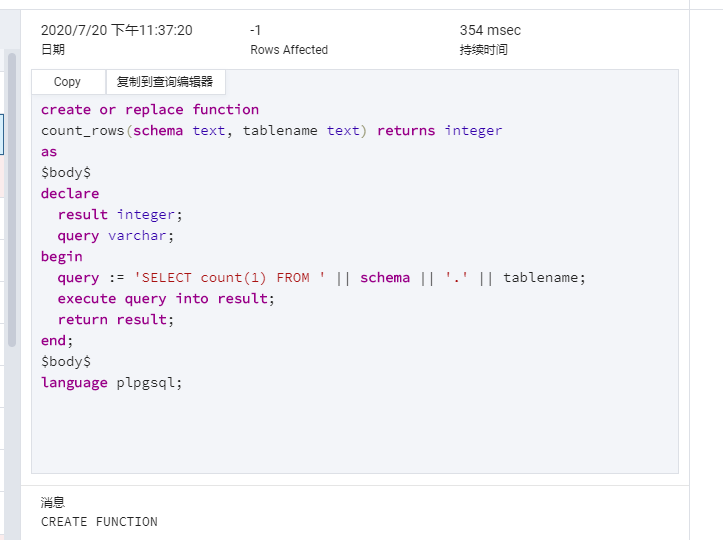 2020/7/20 下午11:37:20 -1 354 msec
日期 Rows Affected 持续时间
Copy 复制到查询编辑器
create or replace function
count_rows(schema text, tablename text) returns integer
as
$body$
declare
  result integer;
  query varchar;
begin
  query := 'SELECT count(1) FROM ' || schema || '.' || tablename;
  execute query into result;
  return result;
end;
$body$
language plpgsql;
消息
CREATE FUNCTION